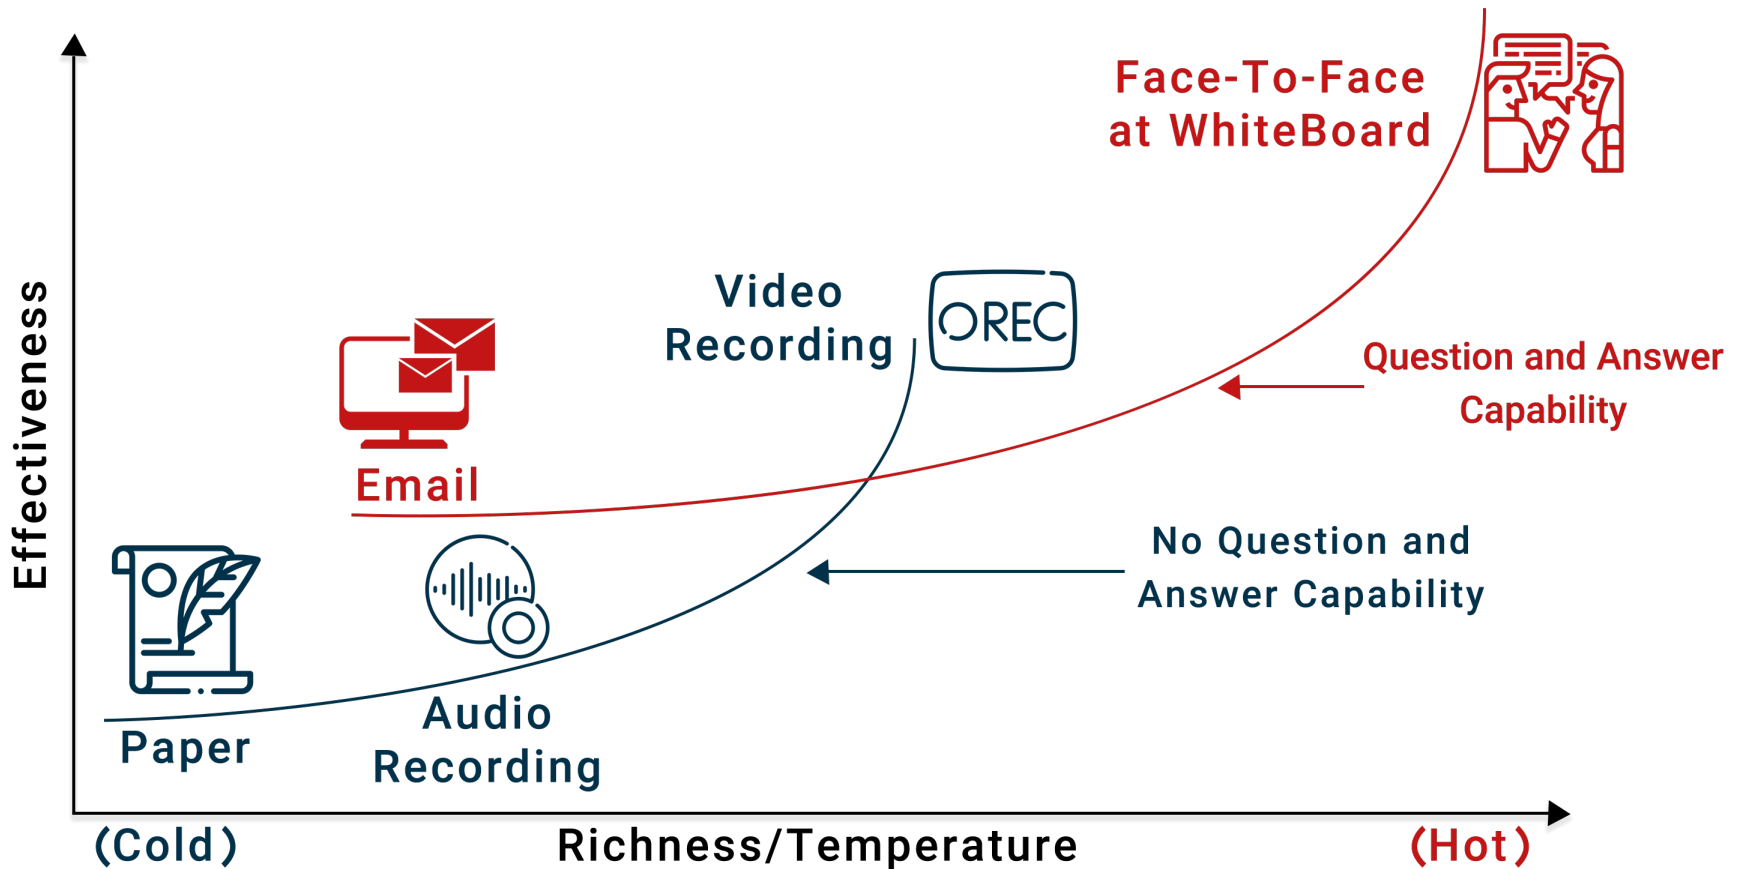 Face-To-Face
at WhiteBoard
Video
Recording
OREC
Question and Answer
Capability
Email
No Question and
Answer Capability
Effectiveness
Paper
Audio
Recording
(Cold)
Richness/Temperature
(Hot)